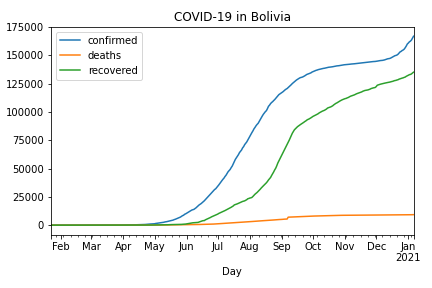 COVID-19 in Bolivia
175000
150000
125000
100000
75000
50000
25000
0
confirmed
deaths
recovered
Feb Mar Apr May Jun Jul Aug Sep Oct Nov Dec Jan
2021
Day